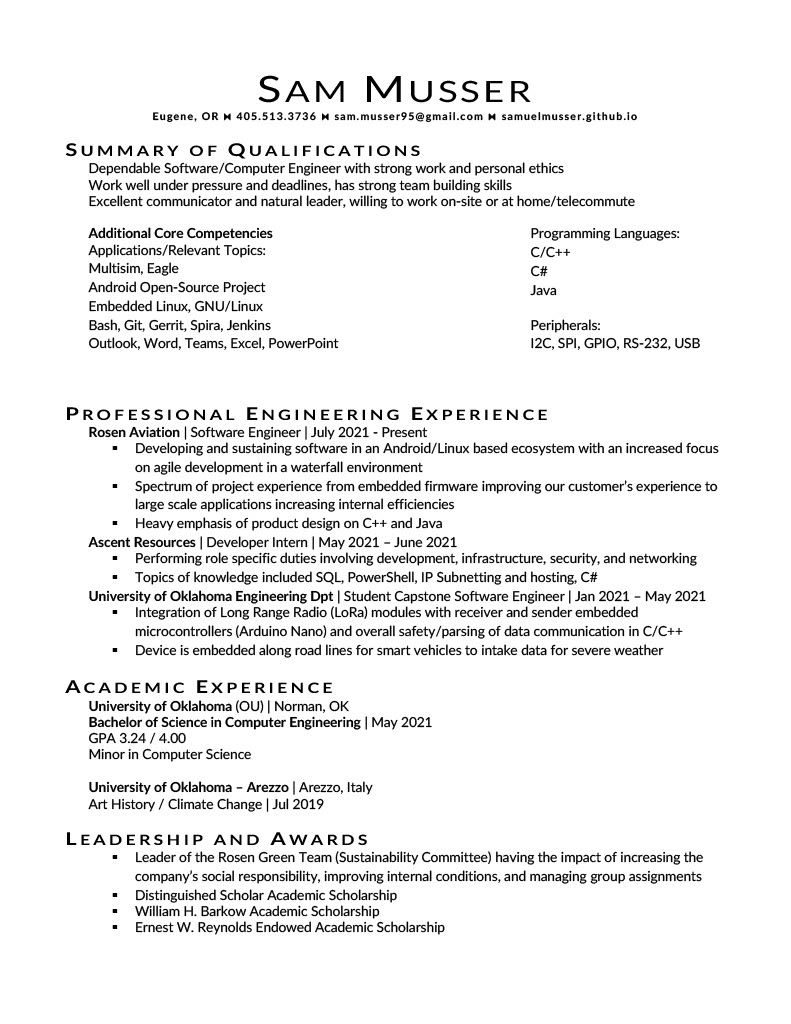 SAM MUSSER
Eugene, OR ⧓ 405.513.3736 ⧓ sam.musser95@gmail.com ⧓ samuelmusser.github.io
SUMMARY OF QUALIFICATIONS
Dependable Software/Computer Engineer with strong work and personal ethics
Work well under pressure and deadlines, has strong team building skills
Excellent communicator and natural leader, willing to work on-site or at home/telecommute
Additional Core Competencies
Applications/Relevant Topics:
Multisim, Eagle
Android Open-Source Project
Embedded Linux, GNU/Linux
Bash, Git, Gerrit, Spira, Jenkins
Outlook, Word, Teams, Excel, PowerPoint
Programming Languages:
C/C++
C#
Java
Peripherals:
I2C, SPI, GPIO, RS-232, USB
PROFESSIONAL ENGINEERING EXPERIENCE
Rosen Aviation | Software Engineer | July 2021 - Present
▪ Developing and sustaining software in an Android/Linux based ecosystem with an increased focus
on agile development in a waterfall environment
▪ Spectrum of project experience from embedded firmware improving our customer’s experience to
large scale applications increasing internal efficiencies
▪ Heavy emphasis of product design on C++ and Java
Ascent Resources | Developer Intern | May 2021 – June 2021
▪ Performing role specific duties involving development, infrastructure, security, and networking
▪ Topics of knowledge included SQL, PowerShell, IP Subnetting and hosting, C#
University of Oklahoma Engineering Dpt | Student Capstone Software Engineer | Jan 2021 – May 2021
▪ Integration of Long Range Radio (LoRa) modules with receiver and sender embedded
microcontrollers (Arduino Nano) and overall safety/parsing of data communication in C/C++
▪ Device is embedded along road lines for smart vehicles to intake data for severe weather
ACADEMIC EXPERIENCE
University of Oklahoma (OU) | Norman, OK
Bachelor of Science in Computer Engineering | May 2021
GPA 3.24 / 4.00
Minor in Computer Science
University of Oklahoma – Arezzo | Arezzo, Italy
Art History / Climate Change | Jul 2019
LEADERSHIP AND AWARDS
▪ Leader of the Rosen Green Team (Sustainability Committee) having the impact of increasing the
company’s social responsibility, improving internal conditions, and managing group assignments
▪ Distinguished Scholar Academic Scholarship
▪ William H. Barkow Academic Scholarship
▪ Ernest W. Reynolds Endowed Academic Scholarship